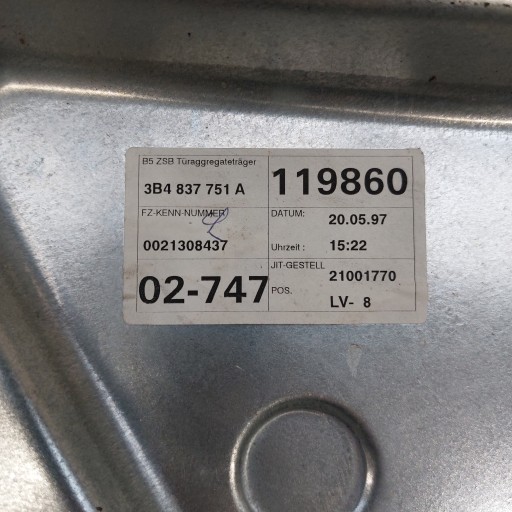 B5 ZSB Türaggregateträger
3B4 837 751 A
119860
FZ-KENN-NUMMER
0021308437
DATUM: 20.05.97
Uhrzeit : 15:22
02-747
JIT-GESTELL 21001770
POS. LV- 8